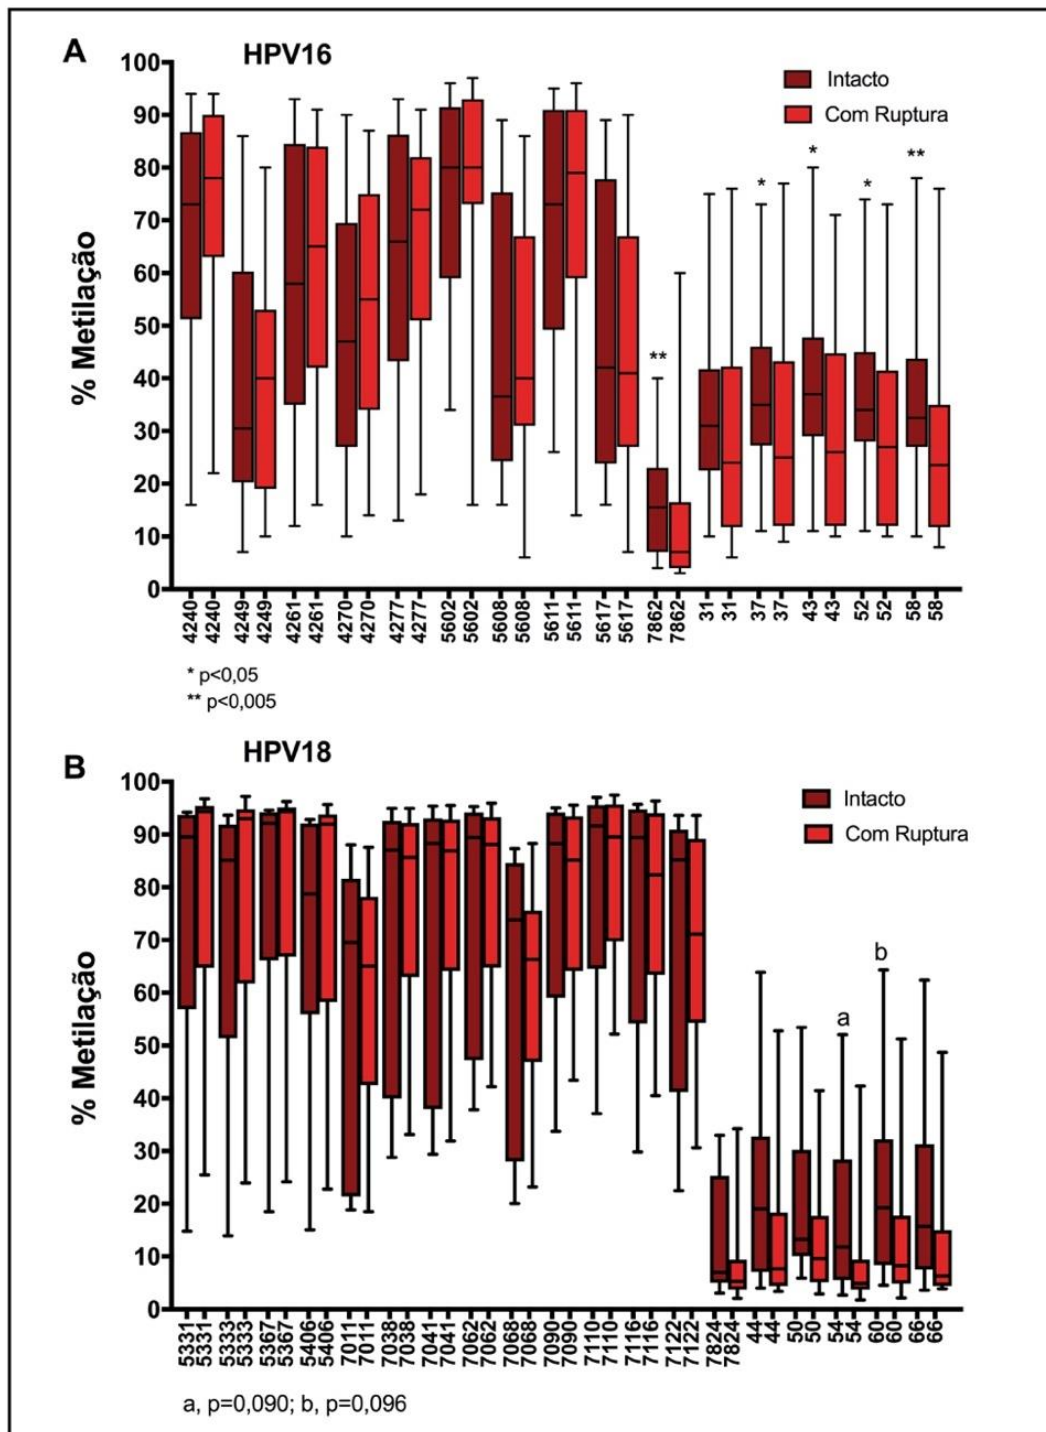 A
HPV16
Intacto
Com Ruptura
% Metilação
100
90
80
70
60
50
40
30
20
10
0
*
*
*
**
**
4240 4240 4249 4249 4261 4261 4270 4270 4277 4277 5602 5602 5608 5608 5611 5611 5617 5617 7862 7862 31 31 37 37 43 43 52 52 58 58
* p<0,05
** p<0,005
B
HPV18
Intacto
Com Ruptura
% Metilação
100
90
80
70
60
50
40
30
20
10
0
b
a
5331 5331 5333 5333 5367 5367 5406 5406 7011 7011 7038 7038 7041 7041 7062 7062 7068 7068 7090 7090 7110 7110 7116 7116 7122 7122 7824 7824 44 44 50 50 54 54 60 60 66 66
a, p=0,090; b, p=0,096